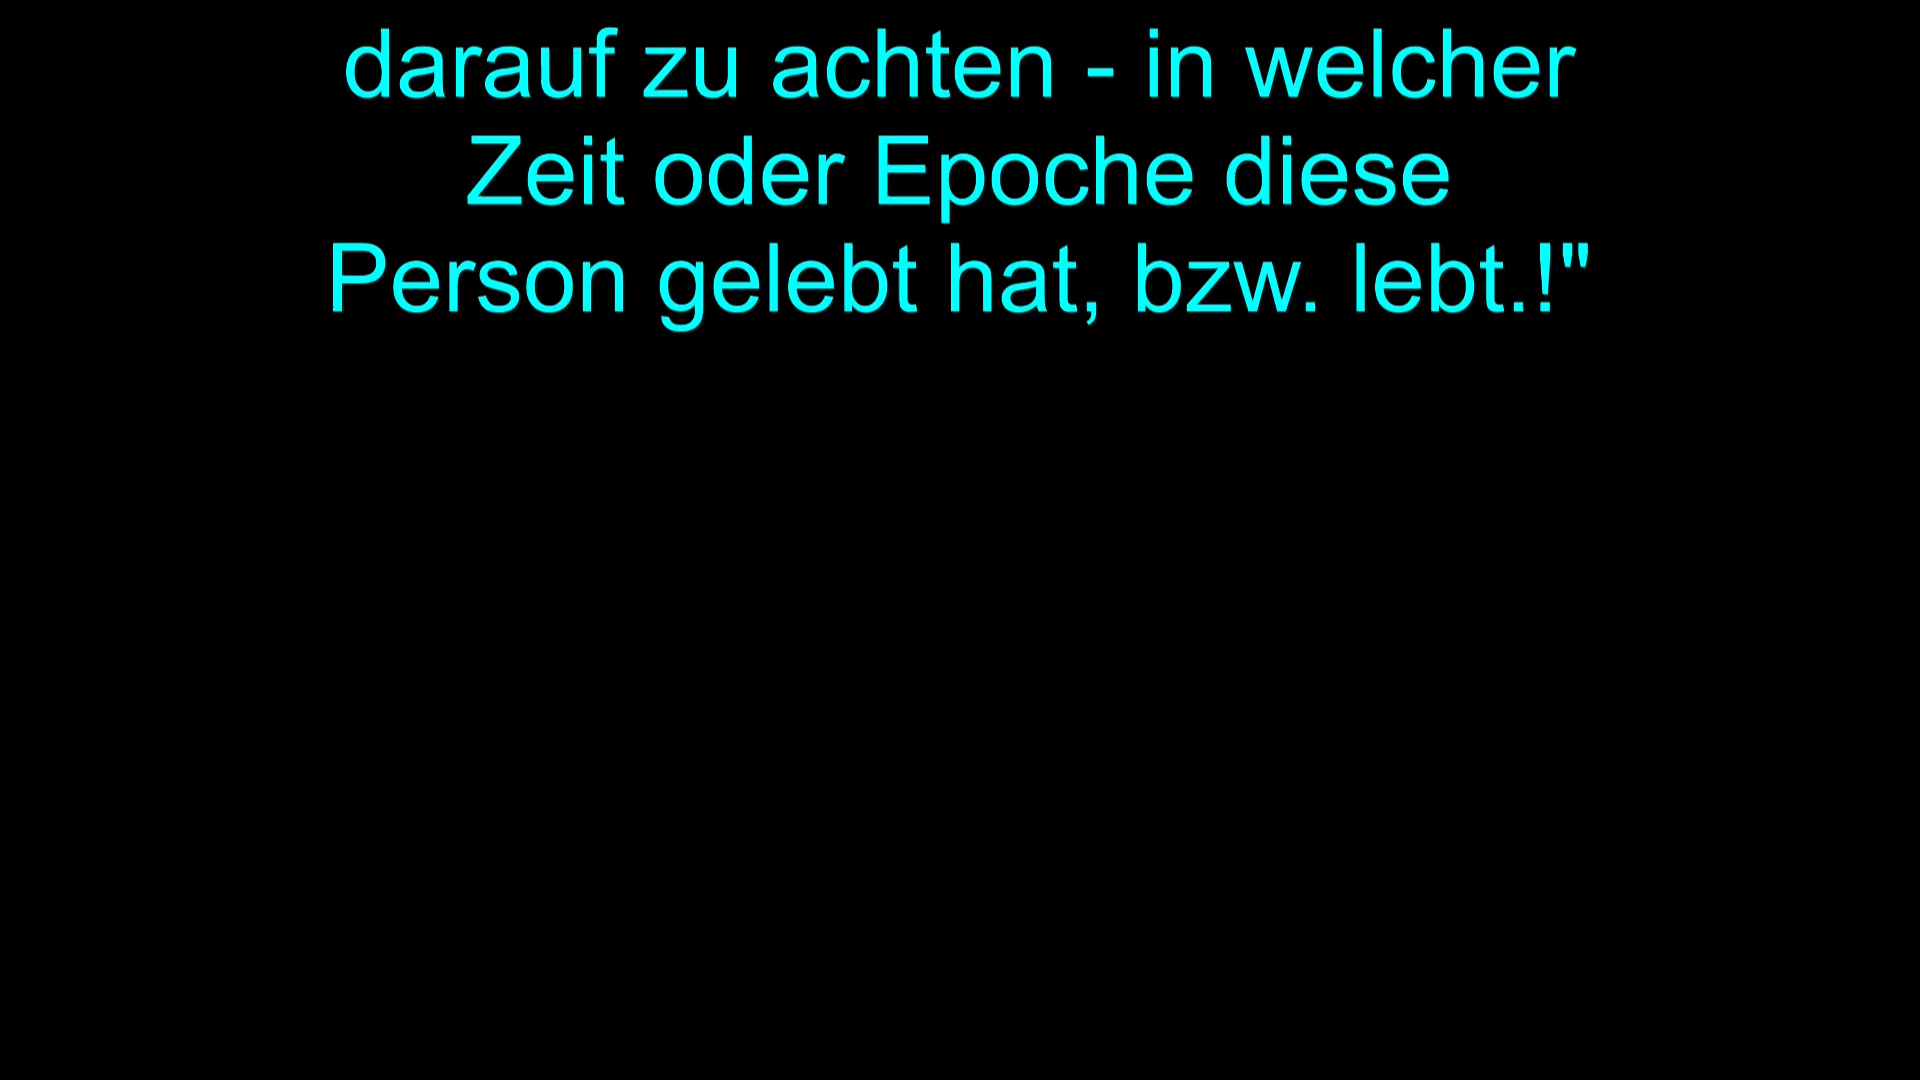 darauf zu achten - in welcher
Zeit oder Epoche diese
Person gelebt hat, bzw. lebt.!"